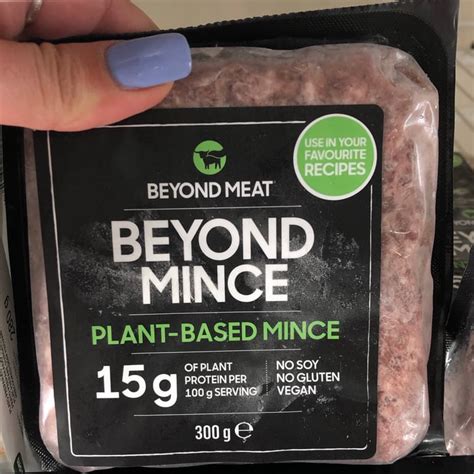 USE IN YOUR
FAVOURITE
RECIPES
BEYOND MEAT
BEYOND
MINCE
PLANT-BASED MINCE
15g
OF PLANT
PROTEIN PER
100 g SERVING
NO SOY
NO GLUTEN
VEGAN
300 g ℮